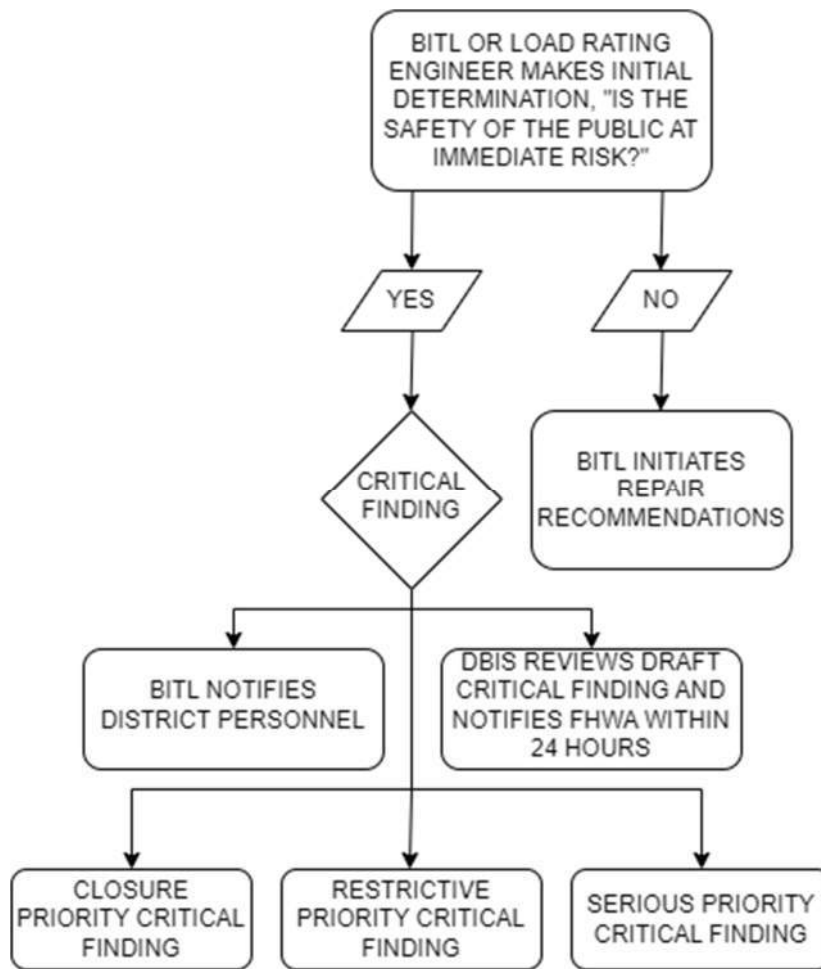 BITL OR LOAD RATING
ENGINEER MAKES INITIAL
DETERMINATION, "IS THE
SAFETY OF THE PUBLIC AT
IMMEDIATE RISK?"
YES
NO
CRITICAL
FINDING
BITL INITIATES
REPAIR
RECOMMENDATIONS
BITL NOTIFIES
DISTRICT PERSONNEL
DBIS REVIEWS DRAFT
CRITICAL FINDING AND
NOTIFIES FHWA WITHIN
24 HOURS
CLOSURE
PRIORITY CRITICAL
FINDING
RESTRICTIVE
PRIORITY CRITICAL
FINDING
SERIOUS PRIORITY
CRITICAL FINDING